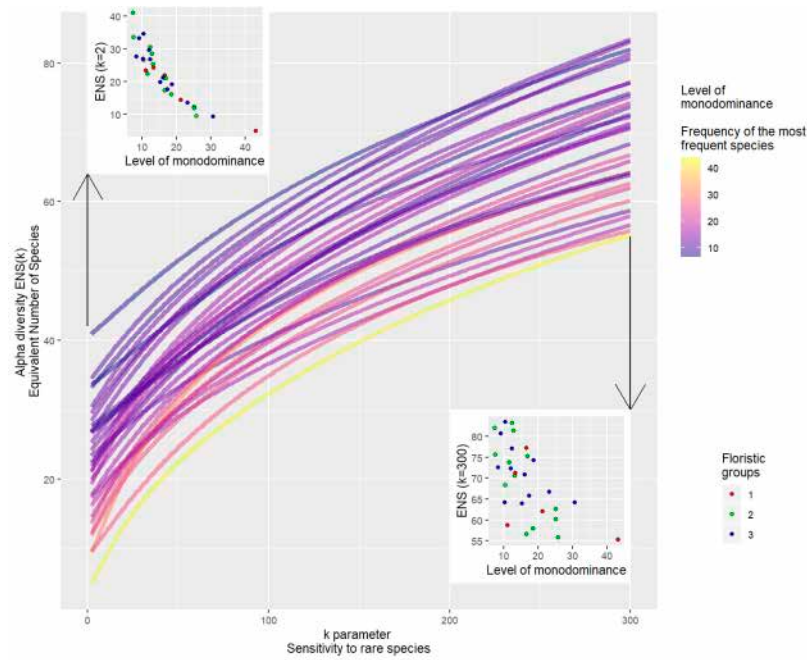 40
30
20
10
ENS (k=2)
10
20
30
40
Level of monodominance
80
60
40
20
Alpha diversity ENS(k)
Equivalent Number of Species
0
100
200
300
k parameter
Sensitivity to rare species
85
80
75
70
65
60
55
ENS (k=300)
10
20
30
40
Level of monodominance
Level of
monodominance
Frequency of the most
frequent species
40
30
20
10
Floristic
groups
1
2
3